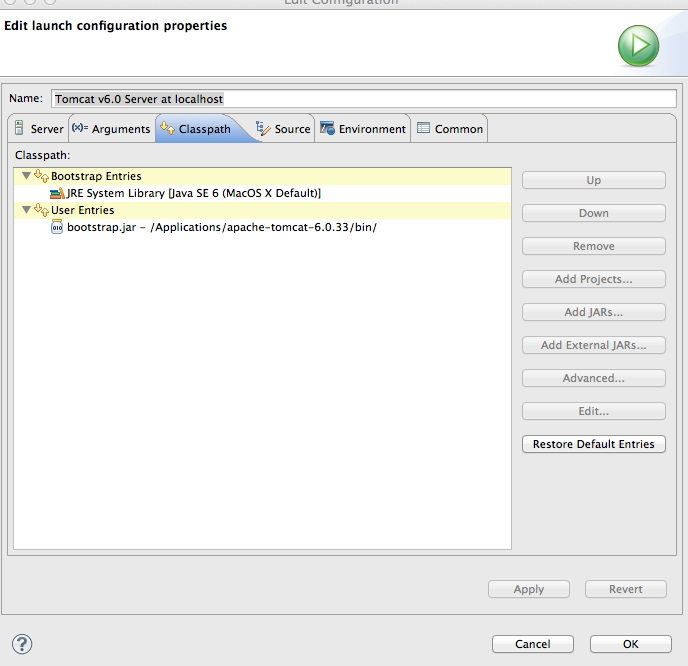 Edit Configuration
Edit launch configuration properties
Name: Tomcat v6.0 Server at localhost
Server (x)= Arguments Classpath Source Environment Common
Classpath:
Bootstrap Entries
JRE System Library [Java SE 6 (MacOS X Default)]
User Entries
010 bootstrap.jar - /Applications/apache-tomcat-6.0.33/bin/
Up
Down
Remove
Add Projects...
Add JARs...
Add External JARs...
Advanced...
Edit...
Restore Default Entries
Apply Revert
? Cancel OK